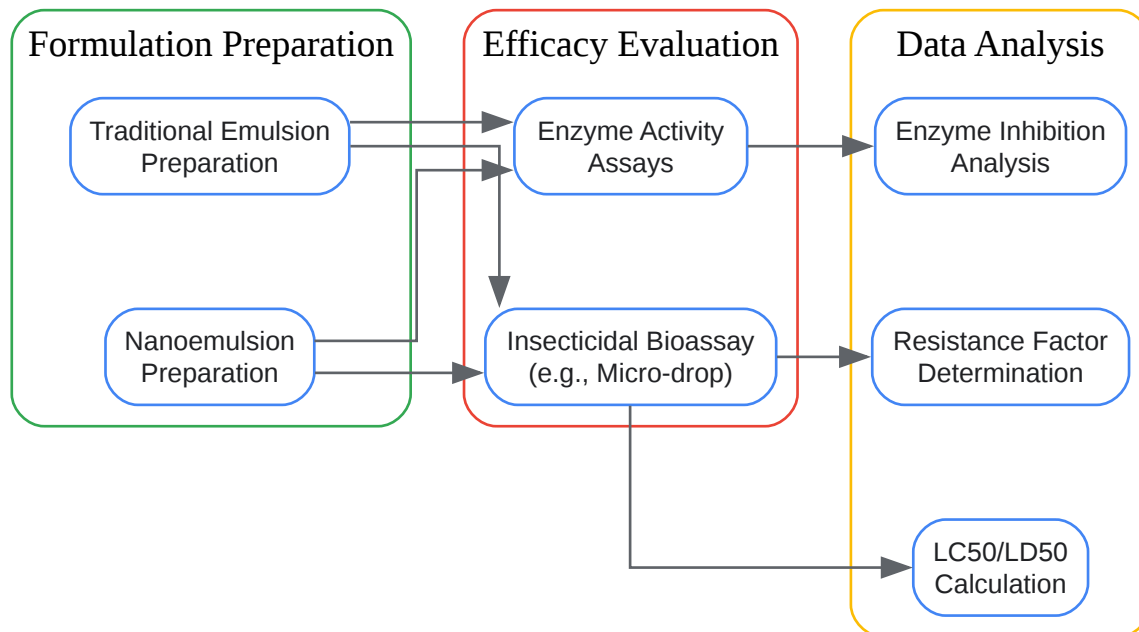 Formulation Preparation
Traditional Emulsion
Preparation
Nanoemulsion
Preparation
Efficacy Evaluation
Enzyme Activity
Assays
Insecticidal Bioassay
(e.g., Micro-drop)
Data Analysis
Enzyme Inhibition
Analysis
Resistance Factor
Determination
LC50/LD50
Calculation